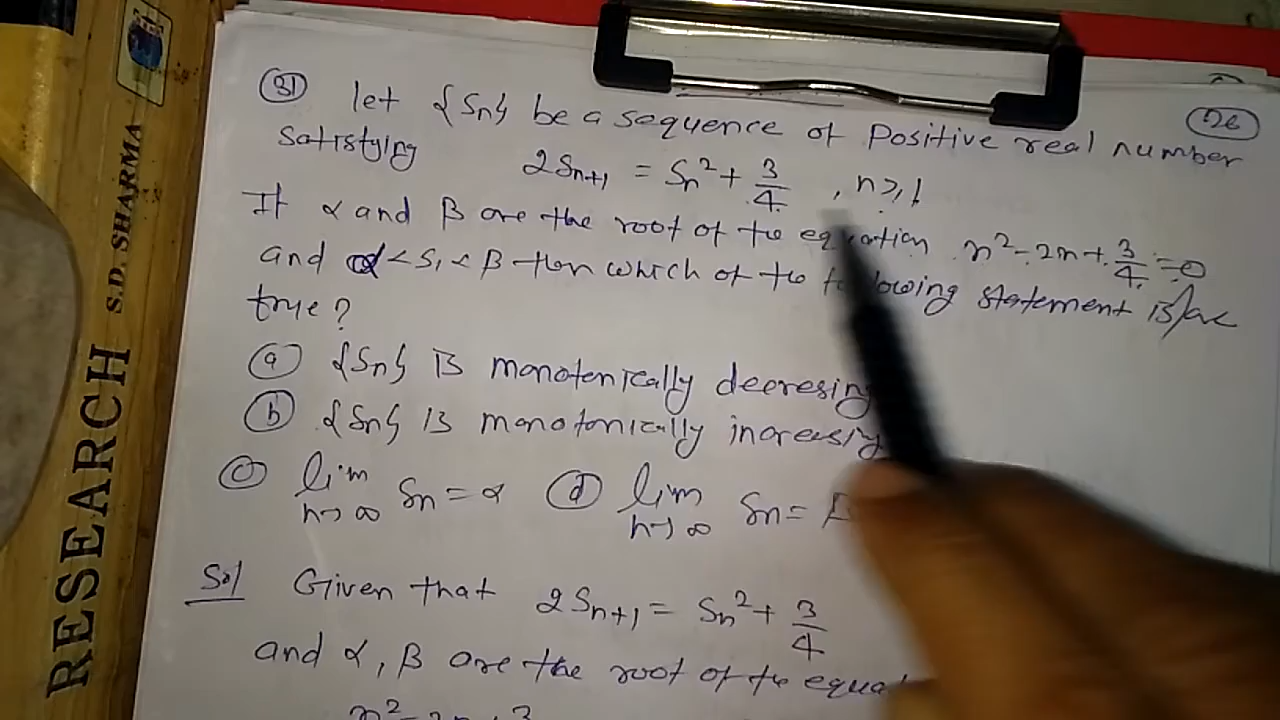 RESEARCH S.D. SHARMA
26
31 let {Sn} be a sequence of positive real number
Satisfying 2Sn+1 = Sn² + 3/4 , n≥1
If α and β are the root of the equation x²-2x+3/4=0
and α<S₁<β then which of the following statement is/are
true?
(a) {Sn} is monotonically decresing
(b) {Sn} is monotonically increasing
(c) lim n→∞ Sn = α (d) lim n→∞ Sn =
Sol Given that 2Sn+1 = Sn² + 3/4
and α, β are the root of the